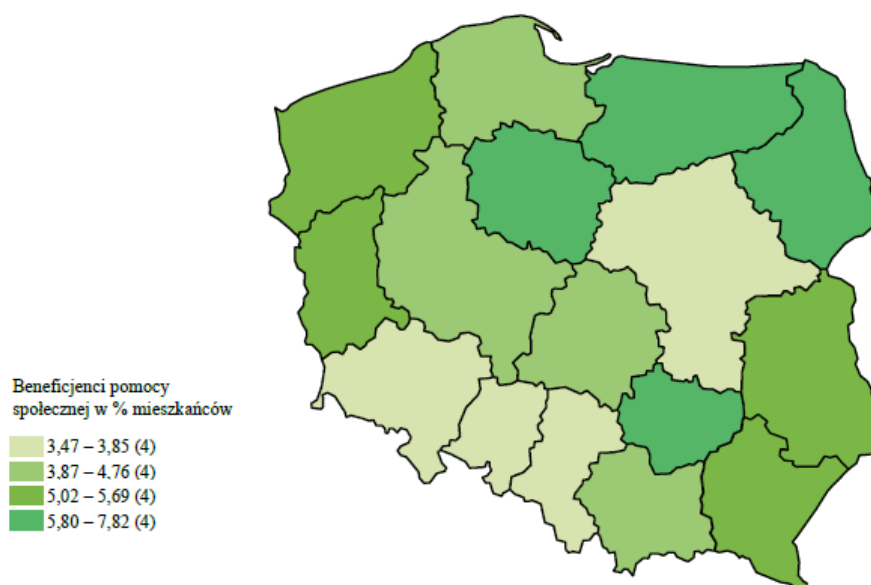 Beneficjenci pomocy
społecznej w % mieszkańców
3,47 – 3,85 (4)
3,87 – 4,76 (4)
5,02 – 5,69 (4)
5,80 – 7,82 (4)